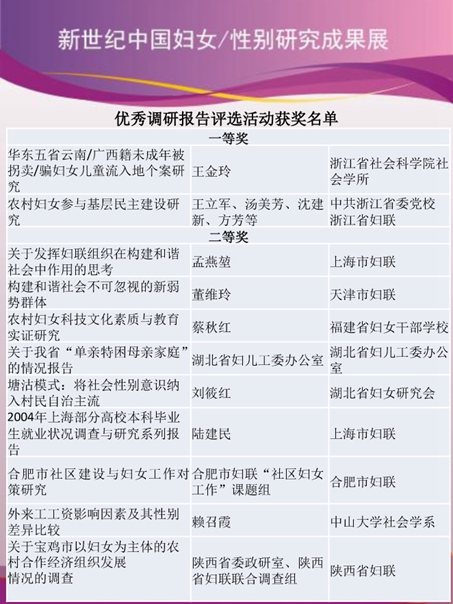 新世纪中国妇女/性别研究成果展
优秀调研报告评选活动获奖名单
一等奖
华东五省云南/广西籍未成年被
拐卖/骗妇女儿童流入地个案研
究
王金玲
浙江省社会科学院社
会学所
农村妇女参与基层民主建设研
究
王立军、汤美芳、沈建
新、方芳等
中共浙江省委党校
浙江省妇联
二等奖
关于发挥妇联组织在构建和谐
社会中作用的思考
孟燕堃
上海市妇联
构建和谐社会不可忽视的新弱
势群体
董维玲
天津市妇联
农村妇女科技文化素质与教育
实证研究
蔡秋红
福建省妇女干部学校
关于我省“单亲特困母亲家庭”
的情况报告
湖北省妇儿工委办公室
湖北省妇儿工委办公
室
塘沽模式：将社会性别意识纳
入村民自治主流
刘筱红
湖北省妇女研究会
2004年上海部分高校本科毕业
生就业状况调查与研究系列报
告
陆建民
上海市妇联
合肥市社区建设与妇女工作对
策研究
合肥市妇联“社区妇女
工作”课题组
合肥市妇联
外来工工资影响因素及其性别
差异比较
赖召霞
中山大学社会学系
关于宝鸡市以妇女为主体的农
村合作经济组织发展
情况的调查
陕西省委政研室、陕西
省妇联联合调查组
陕西省妇联